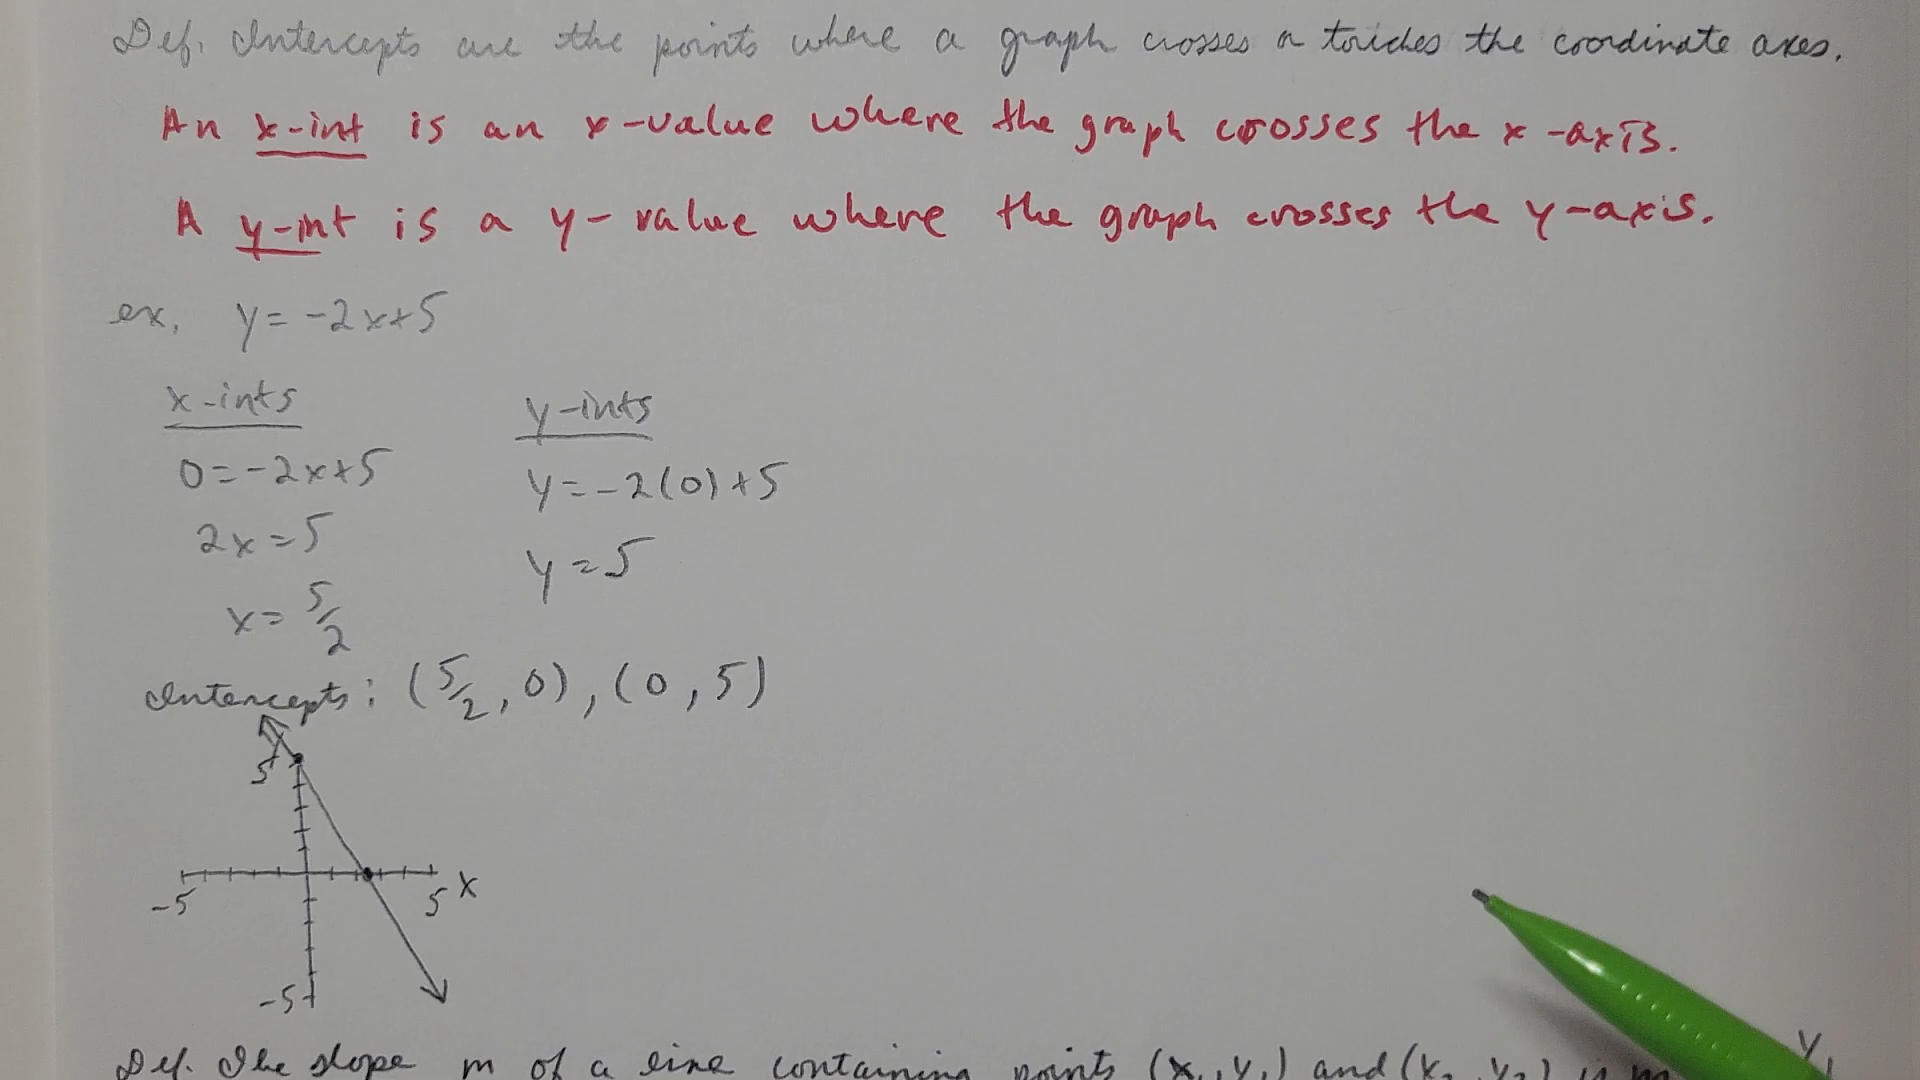 Def. Intercepts are the points where a graph crosses or touches the coordinate axes.
An x-int is an x-value where the graph crosses the x-axis.
A y-int is a y-value where the graph crosses the y-axis.
ex. y=-2x+5
x-ints
0=-2x+5
2x=5
x=5/2
y-ints
y=-2(0)+5
y=5
Intercepts: (5/2,0),(0,5)
y
5
-5
5 x
-5
Def. The slope m of a line containing points (x₁,y₁) and (x₂,y₂) is m